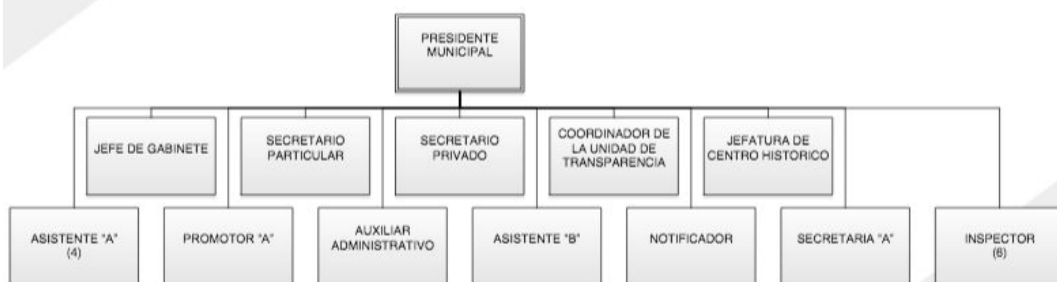 PRESIDENTE
MUNICIPAL
JEFE DE GABINETE
SECRETARIO
PARTICULAR
SECRETARIO
PRIVADO
COORDINADOR DE
LA UNIDAD DE
TRANSPARENCIA
JEFATURA DE
CENTRO HISTORICO
ASISTENTE "A"
(4)
PROMOTOR "A"
AUXILIAR
ADMINISTRATIVO
ASISTENTE "B"
NOTIFICADOR
SECRETARIA "A"
INSPECTOR
(6)